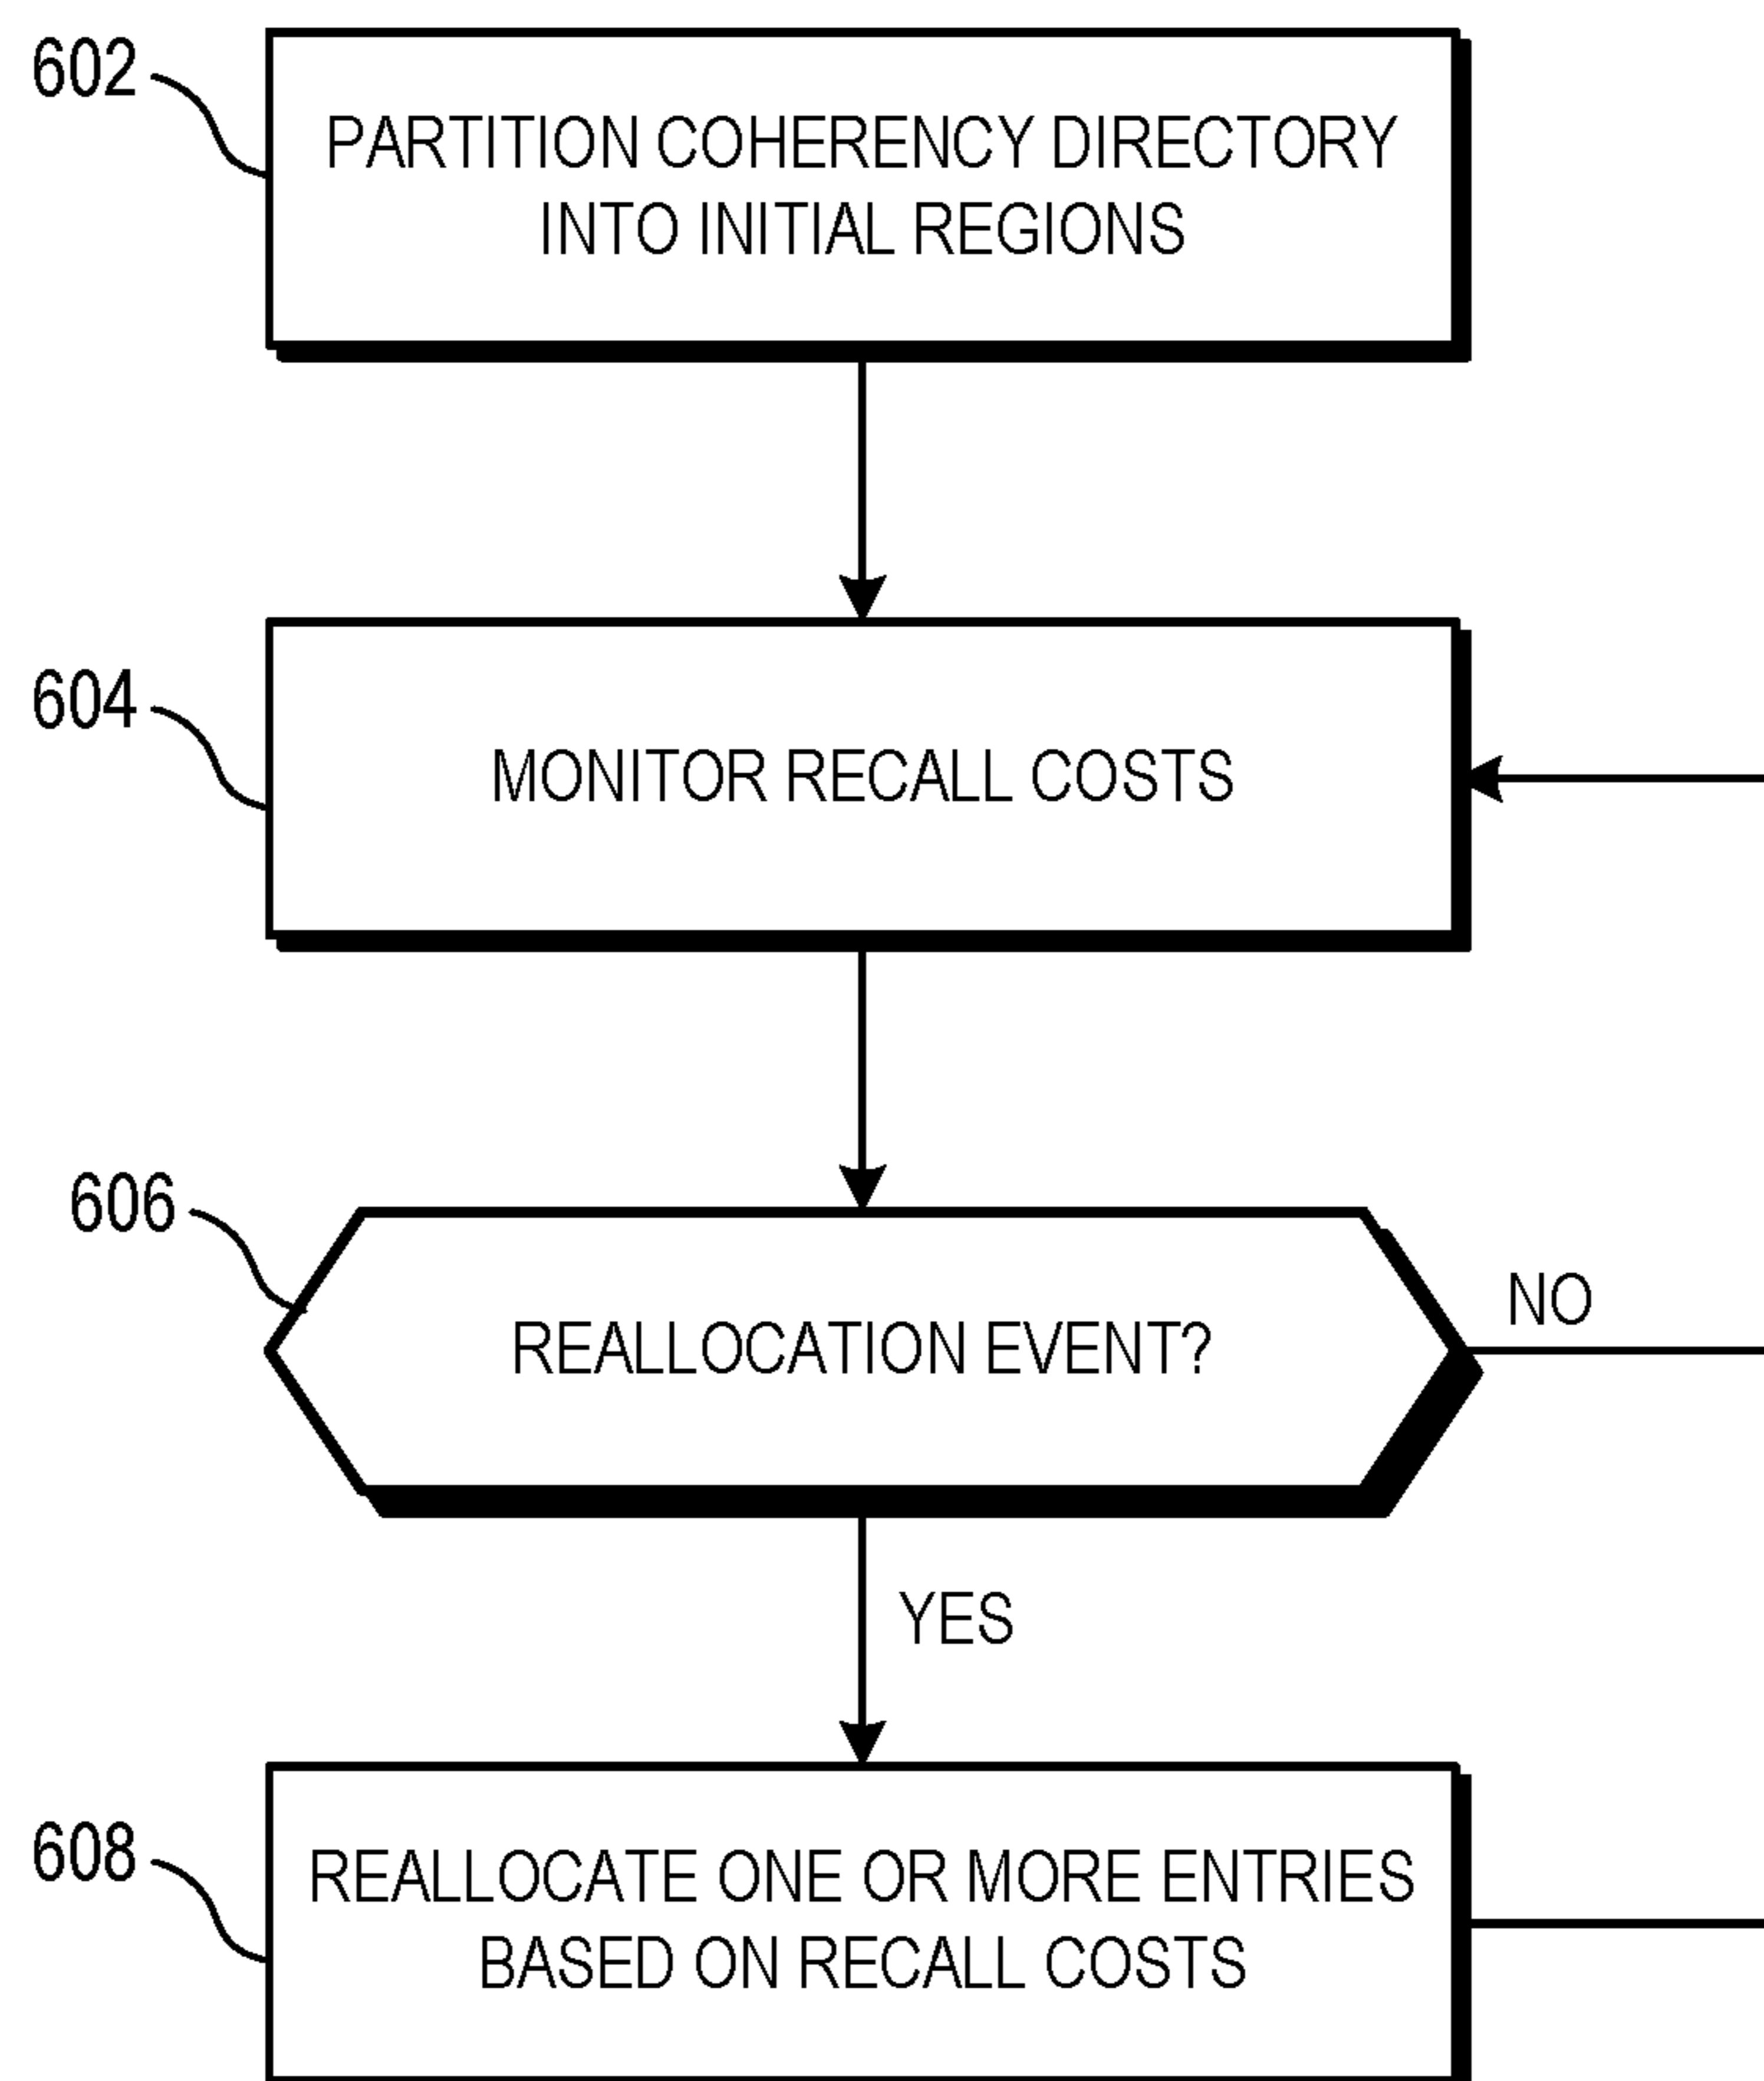 602
PARTITION COHERENCY DIRECTORY
INTO INITIAL REGIONS
604
MONITOR RECALL COSTS
606
REALLOCATION EVENT?
NO
YES
608
REALLOCATE ONE OR MORE ENTRIES
BASED ON RECALL COSTS